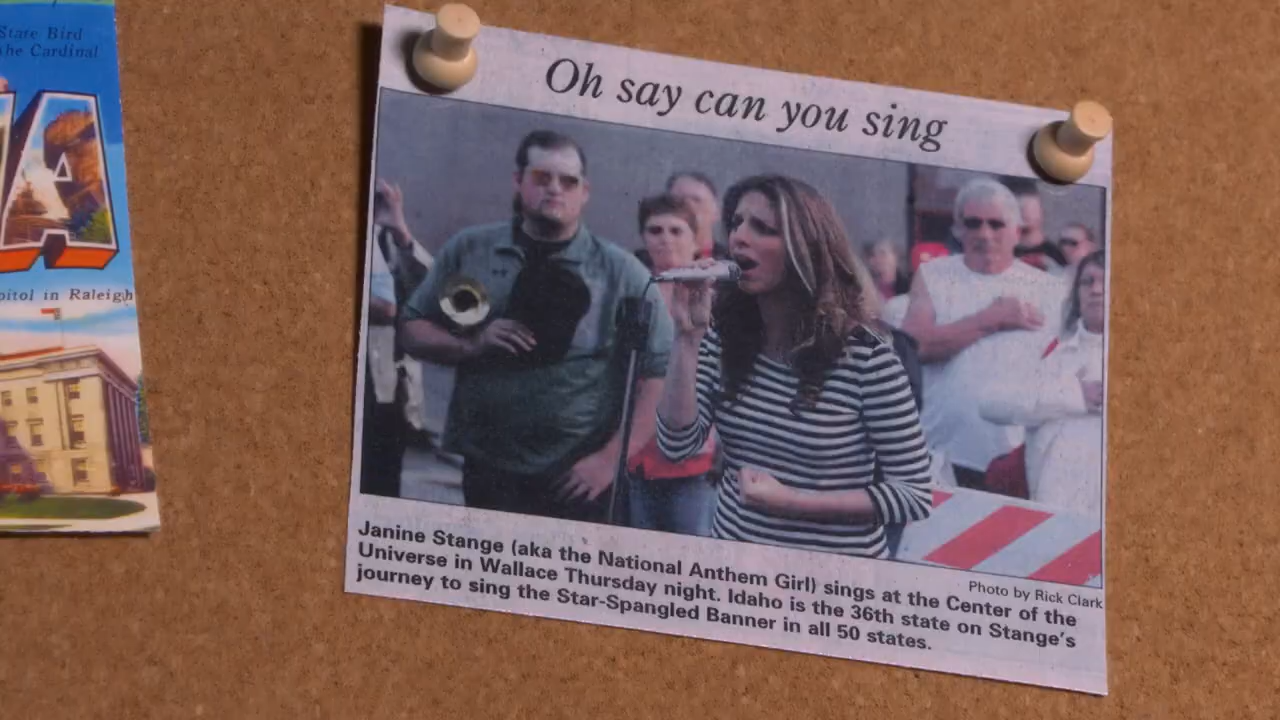 State Bird
the Cardinal
A
Capitol in Raleigh
Oh say can you sing
Photo by Rick Clark
Janine Stange (aka the National Anthem Girl) sings at the Center of the
Universe in Wallace Thursday night. Idaho is the 36th state on Stange's
journey to sing the Star-Spangled Banner in all 50 states.